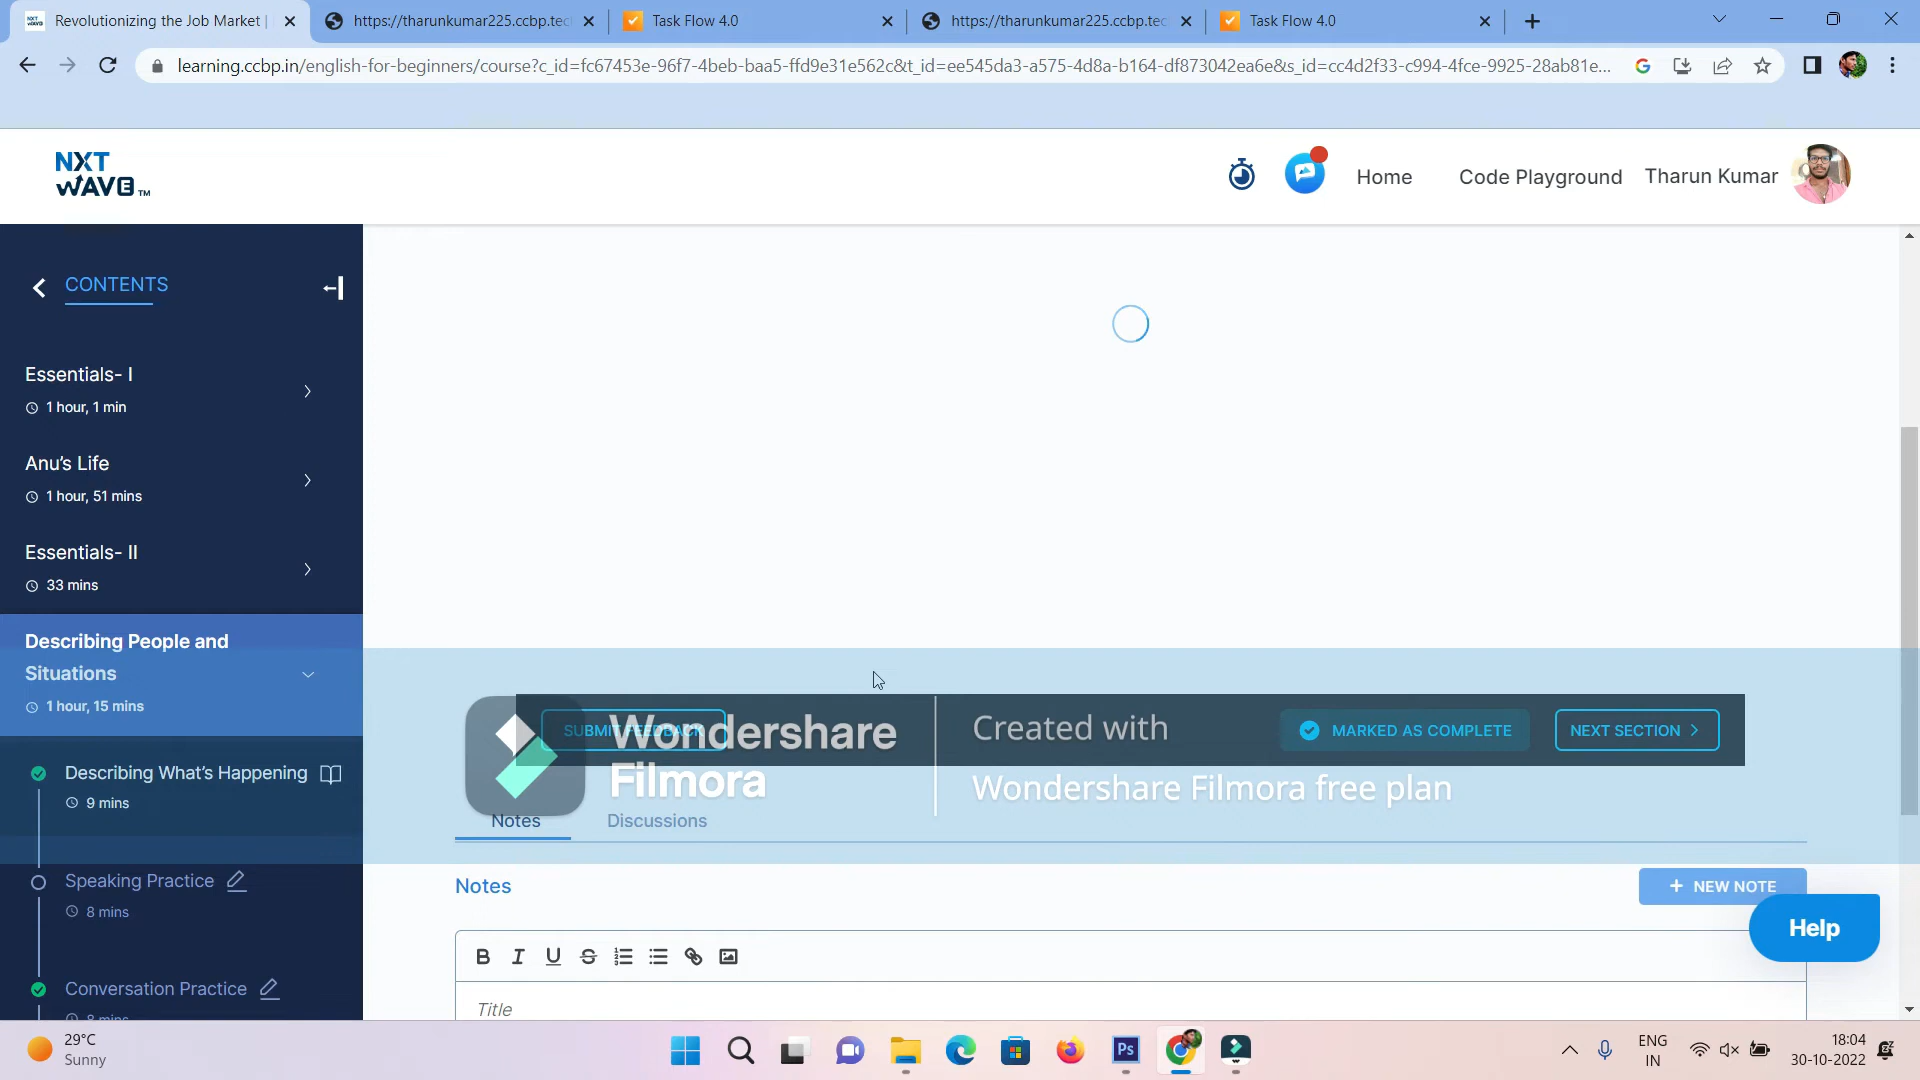 Revolutionizing the Job Market |
https://tharunkumar225.ccbp.tec
Task Flow 4.0
https://tharunkumar225.ccbp.tec
Task Flow 4.0
learning.ccbp.in/english-for-beginners/course?c_id=fc67453e-96f7-4beb-baa5-ffd9e31e562c&t_id=ee545da3-a575-4d8a-b164-df873042ea6e&s_id=cc4d2f33-c994-4fce-9925-28ab81e...
NXT
WAVE TM
Home
Code Playground
Tharun Kumar
CONTENTS
Essentials- I
1 hour, 1 min
Anu's Life
1 hour, 51 mins
Essentials- II
33 mins
Describing People and
Situations
1 hour, 15 mins
Describing What's Happening
9 mins
Speaking Practice
8 mins
Conversation Practice
8 mins
SUBMIT FEEDBACK
MARKED AS COMPLETE
NEXT SECTION
Wondershare
Filmora
Created with
Wondershare Filmora free plan
Notes
Discussions
Notes
+ NEW NOTE
Help
B I U S
Title
29°C
Sunny
Ps
ENG
IN
18:04
30-10-2022